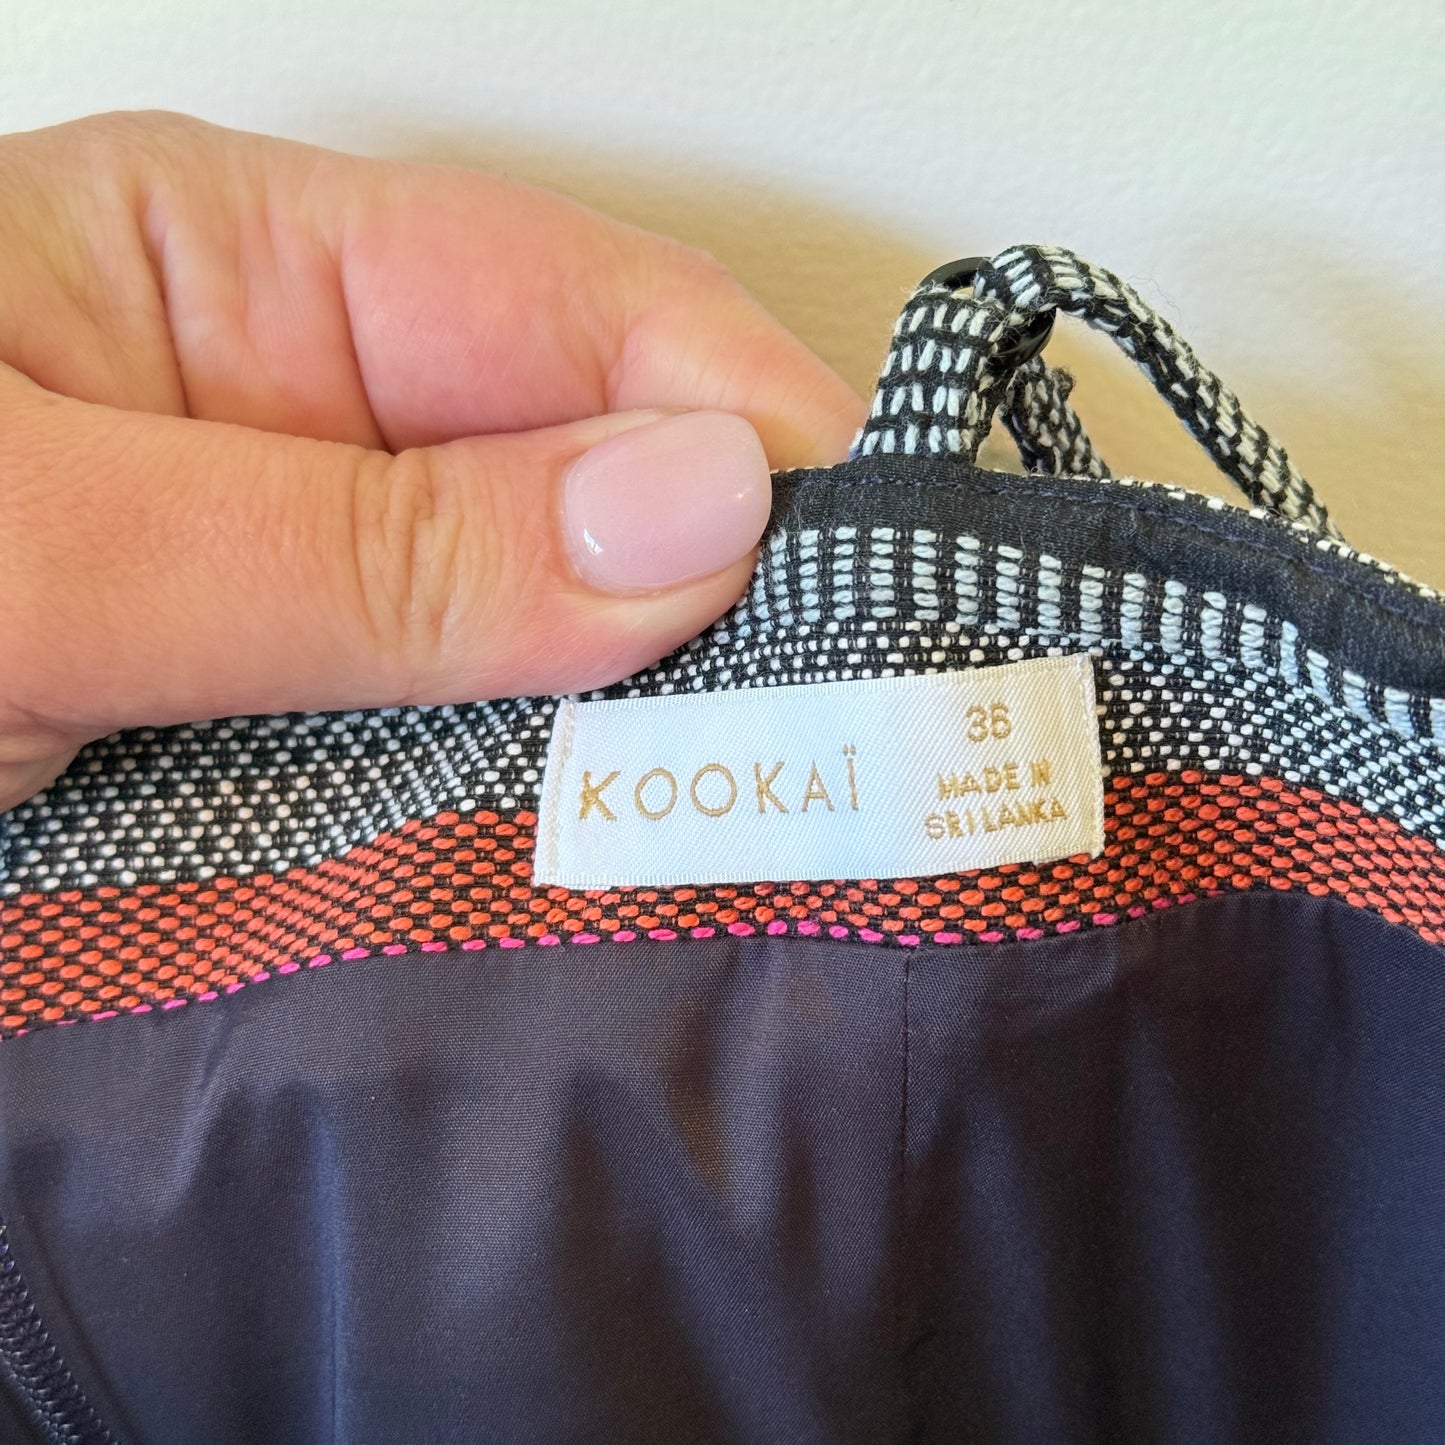 KOOKAÏ
36
MADE IN
SRI LANKA